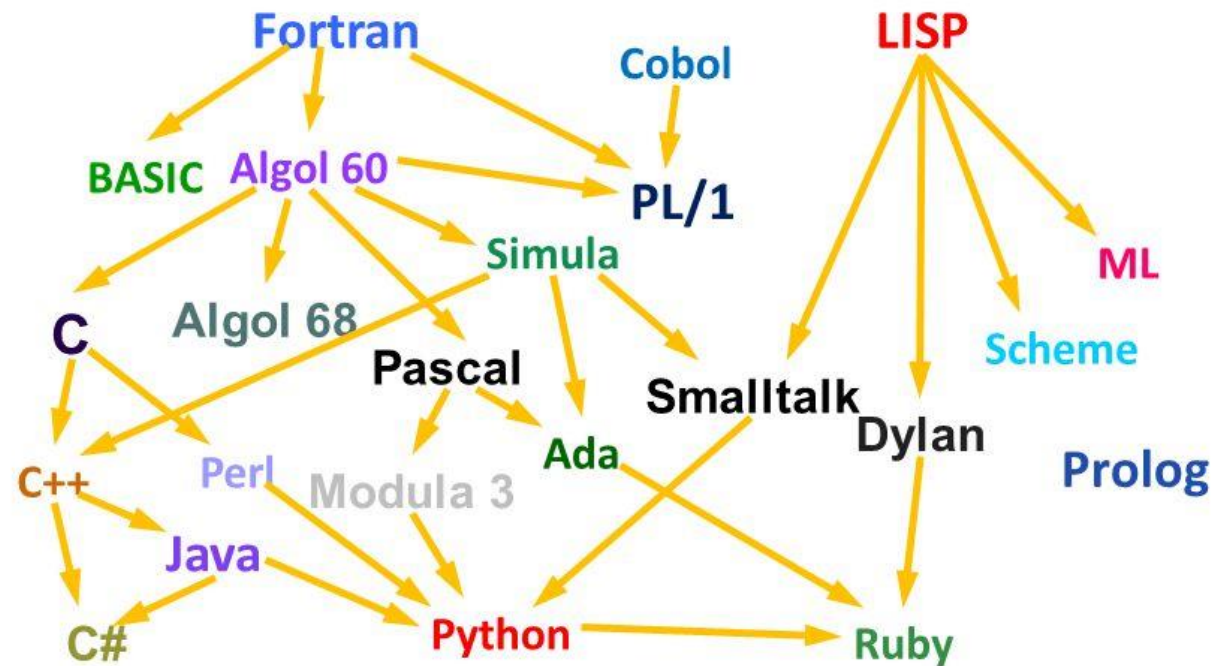 Fortran
Cobol
LISP
BASIC
Algol 60
PL/1
Simula
ML
C
Algol 68
Pascal
Smalltalk
Scheme
Dylan
C++
Perl
Modula 3
Ada
Prolog
Java
C#
Python
Ruby